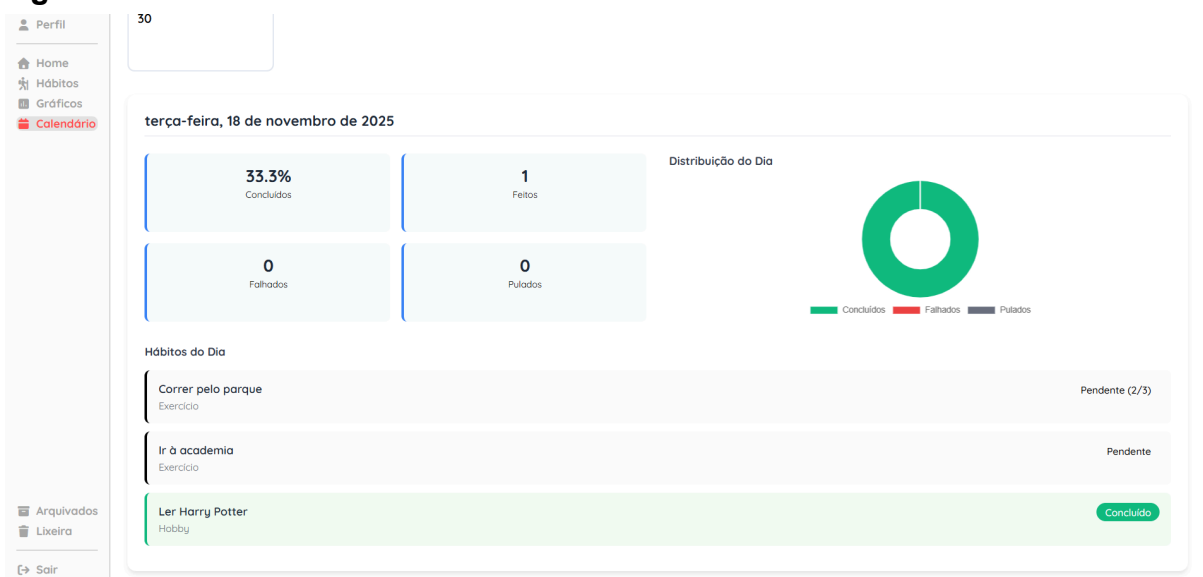 Perfil
Home
Hábitos
Gráficos
Calendário
Arquivados
Lixeira
Sair
30
terça-feira, 18 de novembro de 2025
33.3%
Concluídos
1
Feitos
0
Falhados
0
Pulados
Distribuição do Dia
Concluídos Falhados Pulados
Hábitos do Dia
Correr pelo parque
Exercício
Pendente (2/3)
Ir à academia
Exercício
Pendente
Ler Harry Potter
Hobby
Concluído